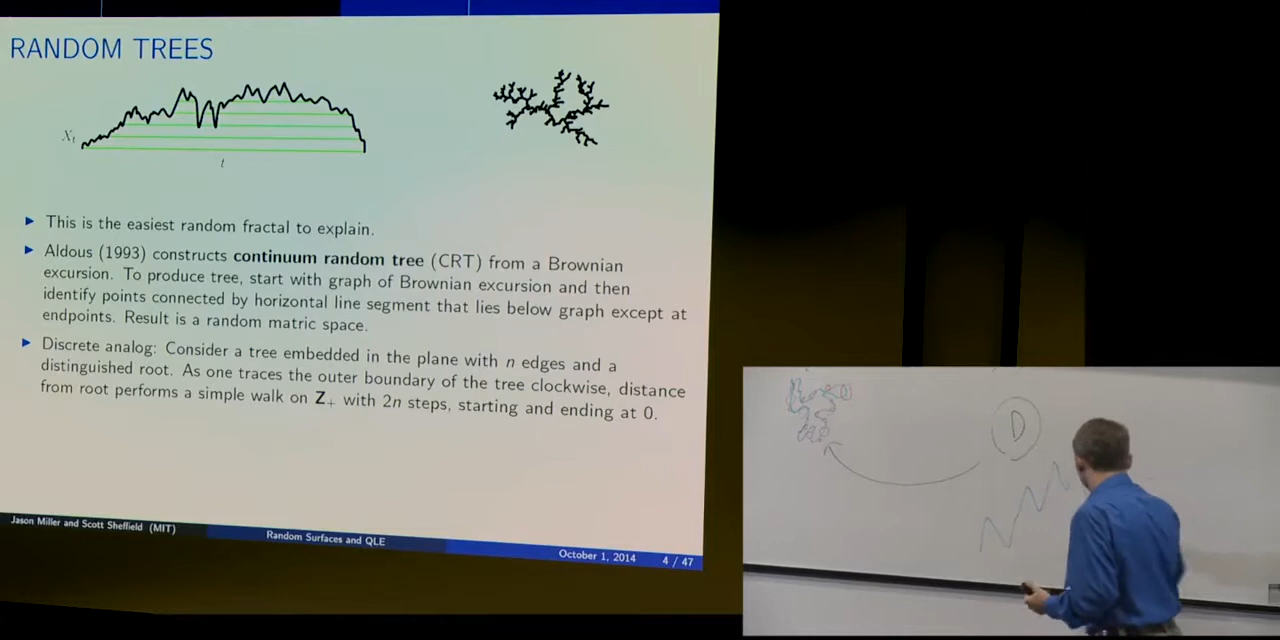 RANDOM TREES
X_t
t
▶ This is the easiest random fractal to explain.
▶ Aldous (1993) constructs continuum random tree (CRT) from a Brownian
excursion. To produce tree, start with graph of Brownian excursion and then
identify points connected by horizontal line segment that lies below graph except at
endpoints. Result is a random matric space.
▶ Discrete analog: Consider a tree embedded in the plane with n edges and a
distinguished root. As one traces the outer boundary of the tree clockwise, distance
from root performs a simple walk on Z₊ with 2n steps, starting and ending at 0.
Jason Miller and Scott Sheffield (MIT)
Random Surfaces and QLE
October 1, 2014
4 / 47
D